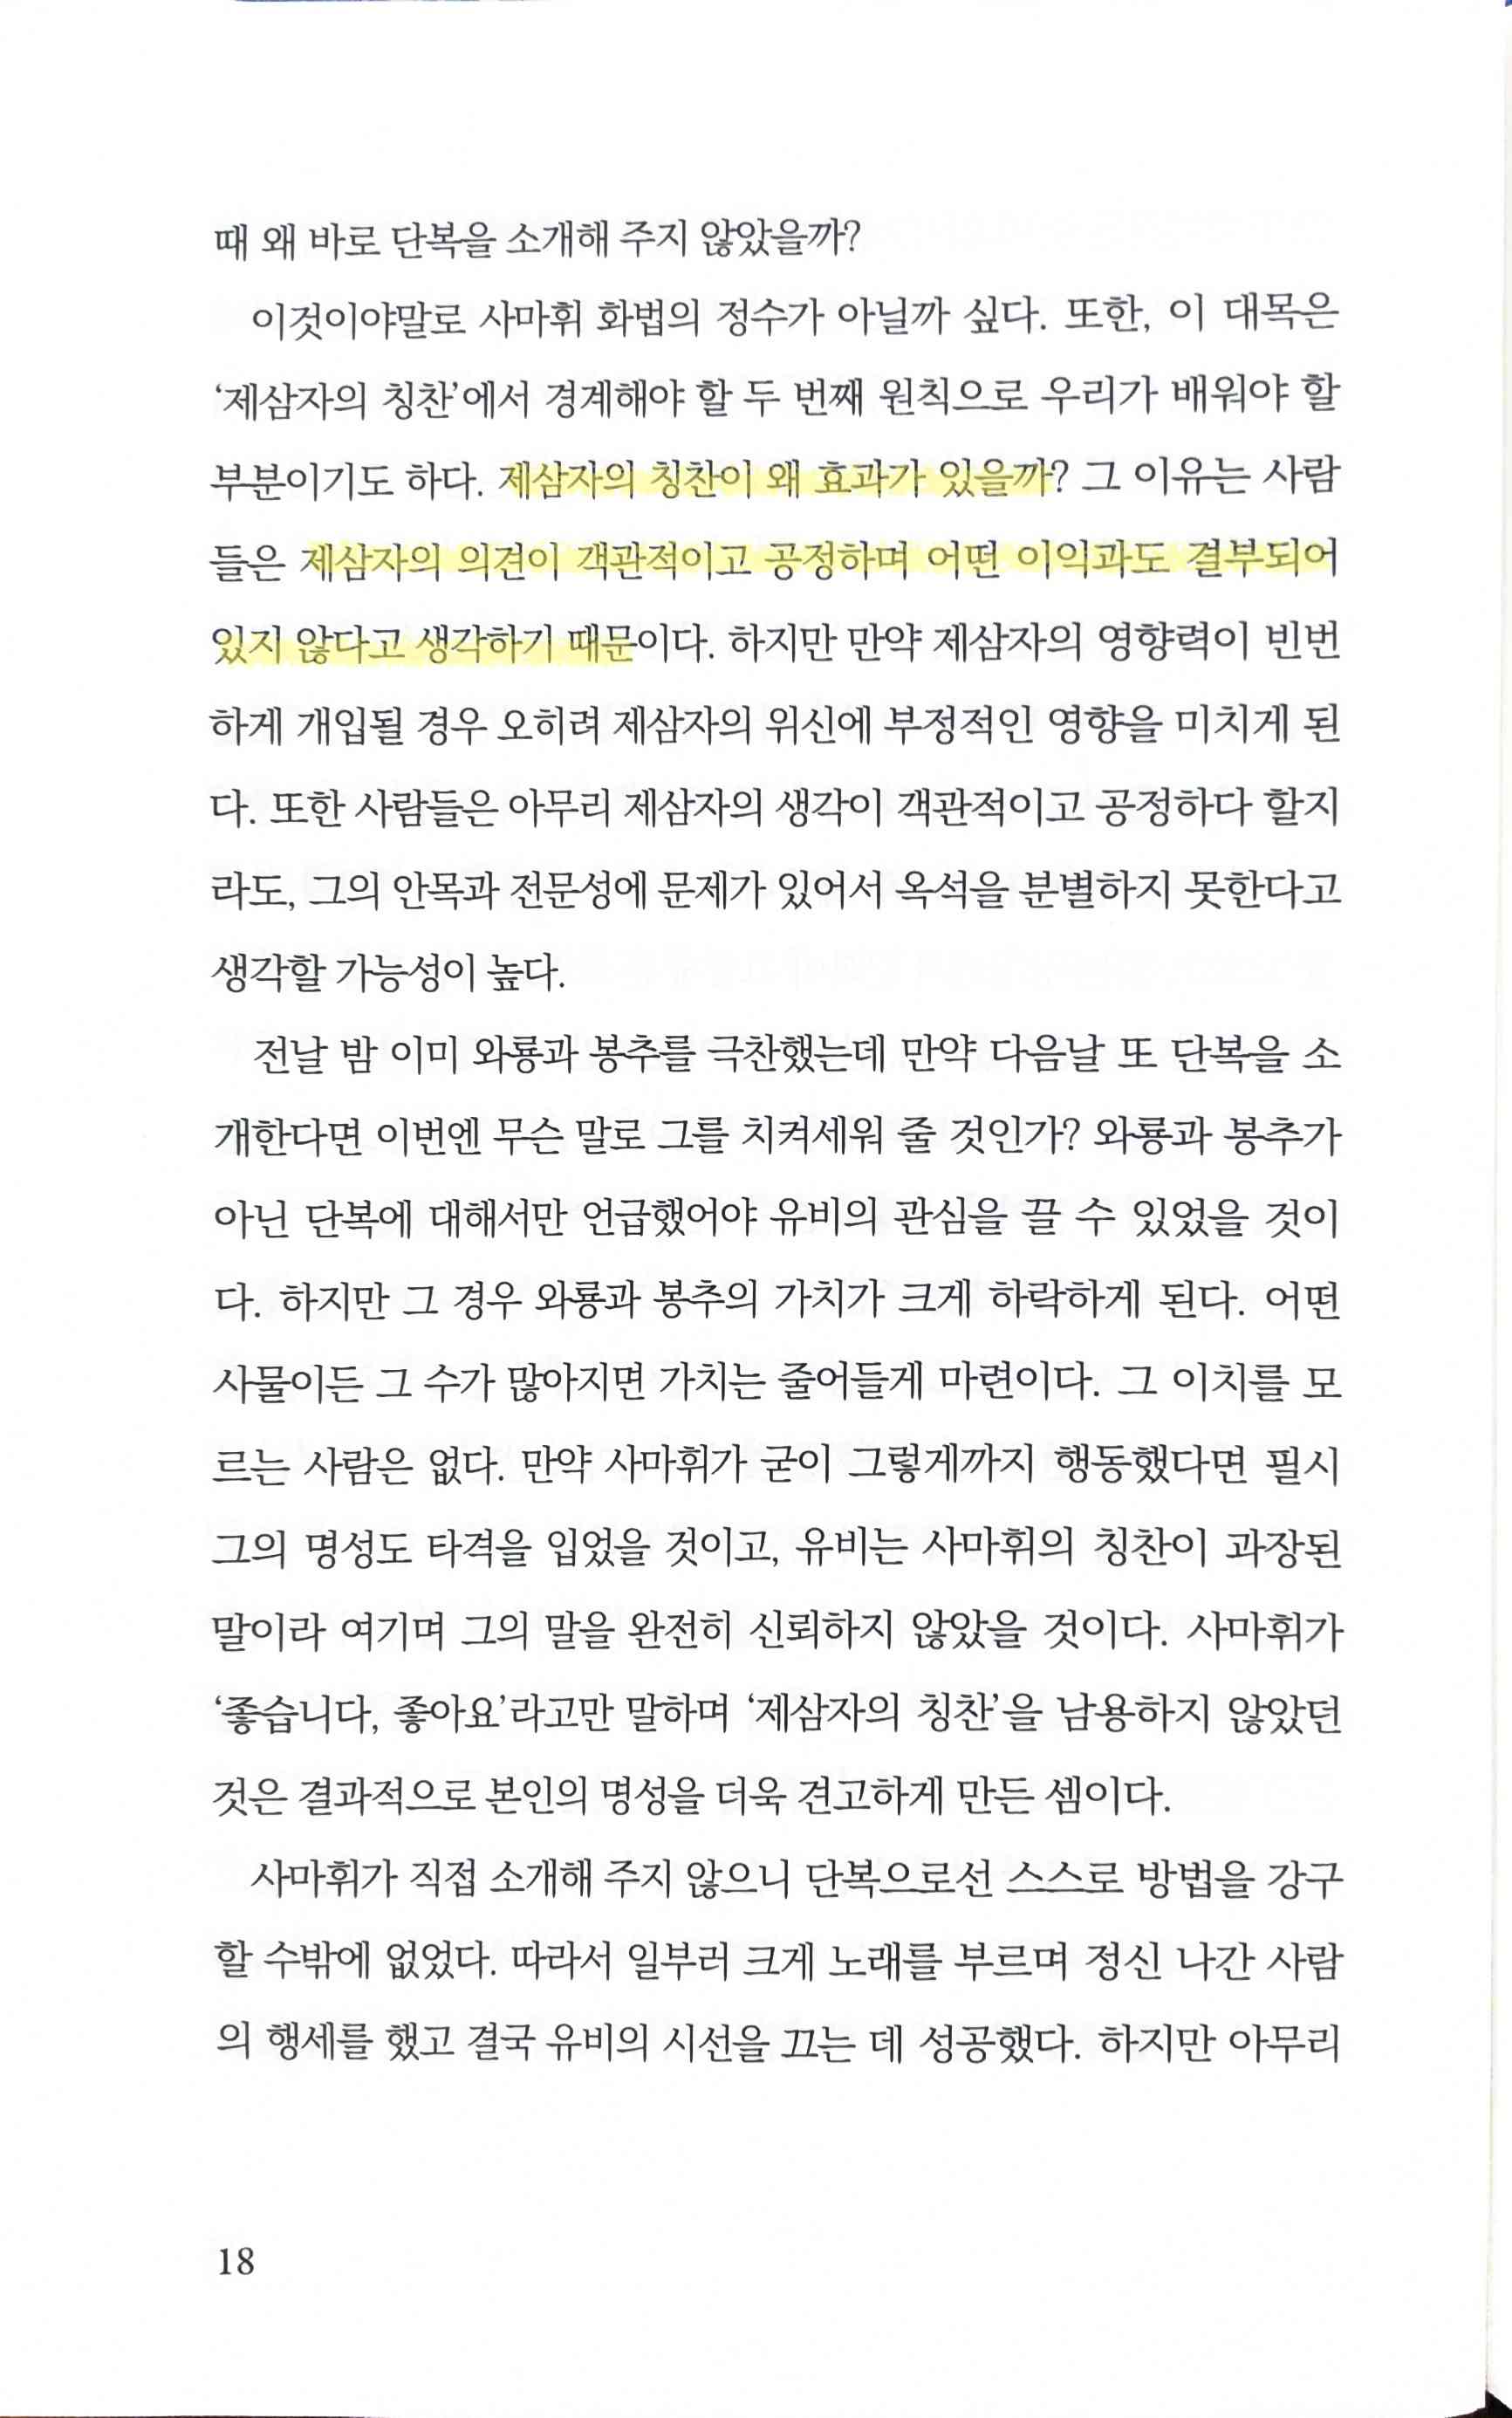 때 왜 바로 단복을 소개해 주지 않았을까?
이것이야말로 사마휘 화법의 정수가 아닐까 싶다. 또한, 이 대목은
‘제삼자의 칭찬’에서 경계해야 할 두 번째 원칙으로 우리가 배워야 할
부분이기도 하다. 제삼자의 칭찬이 왜 효과가 있을까? 그 이유는 사람
들은 제삼자의 의견이 객관적이고 공정하며 어떤 이익과도 결부되어
있지 않다고 생각하기 때문이다. 하지만 만약 제삼자의 영향력이 빈번
하게 개입될 경우 오히려 제삼자의 위신에 부정적인 영향을 미치게 된
다. 또한 사람들은 아무리 제삼자의 생각이 객관적이고 공정하다 할지
라도, 그의 안목과 전문성에 문제가 있어서 옥석을 분별하지 못한다고
생각할 가능성이 높다.
전날 밤 이미 와룡과 봉추를 극찬했는데 만약 다음날 또 단복을 소
개한다면 이번엔 무슨 말로 그를 치켜세워 줄 것인가? 와룡과 봉추가
아닌 단복에 대해서만 언급했어야 유비의 관심을 끌 수 있었을 것이
다. 하지만 그 경우 와룡과 봉추의 가치가 크게 하락하게 된다. 어떤
사물이든 그 수가 많아지면 가치는 줄어들게 마련이다. 그 이치를 모
르는 사람은 없다. 만약 사마휘가 굳이 그렇게까지 행동했다면 필시
그의 명성도 타격을 입었을 것이고, 유비는 사마휘의 칭찬이 과장된
말이라 여기며 그의 말을 완전히 신뢰하지 않았을 것이다. 사마휘가
‘좋습니다, 좋아요’라고만 말하며 ‘제삼자의 칭찬’을 남용하지 않았던
것은 결과적으로 본인의 명성을 더욱 견고하게 만든 셈이다.
사마휘가 직접 소개해 주지 않으니 단복으로선 스스로 방법을 강구
할 수밖에 없었다. 따라서 일부러 크게 노래를 부르며 정신 나간 사람
의 행세를 했고 결국 유비의 시선을 끄는 데 성공했다. 하지만 아무리
18